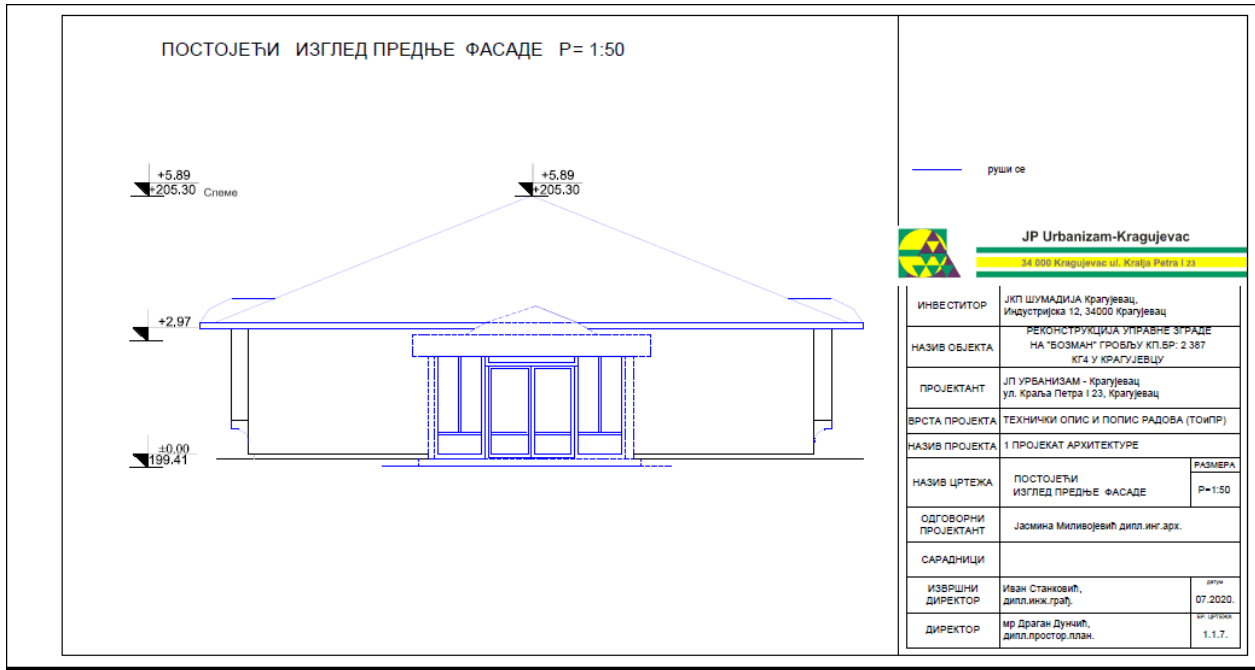 ПОСТОЈЕЋИ ИЗГЛЕД ПРЕДЊЕ ФАСАДЕ Р= 1:50
+5.89
+205.30 Слеме
+5.89
+205.30
+2.97
±0.00
199.41
руши се
JP Urbanizam-Kragujevac
34 000 Kragujevac ul. Kralja Petra I 23
ИНВЕСТИТОР
ЈКП ШУМАДИЈА Крагујевац,
Индустријска 12, 34000 Крагујевац
НАЗИВ ОБЈЕКТА
РЕКОНСТРУКЦИЈА УПРАВНЕ ЗГРАДЕ
НА "БОЗМАН" ГРОБЉУ КП.БР: 2 387
КГ4 У КРАГУЈЕВЦУ
ПРОЈЕКТАНТ
ЈП УРБАНИЗАМ - Крагујевац
ул. Краља Петра I 23, Крагујевац
ВРСТА ПРОЈЕКТА
ТЕХНИЧКИ ОПИС И ПОПИС РАДОВА (ТОиПР)
НАЗИВ ПРОЈЕКТА
1 ПРОЈЕКАТ АРХИТЕКТУРЕ
НАЗИВ ЦРТЕЖА
ПОСТОЈЕЋИ
ИЗГЛЕД ПРЕДЊЕ ФАСАДЕ
РАЗМЕРА
Р=1:50
ОДГОВОРНИ
ПРОЈЕКТАНТ
Јасмина Миливојевић дипл.инг.арх.
САРАДНИЦИ
ИЗВРШНИ
ДИРЕКТОР
Иван Станковић,
дипл.инж.грађ.
датум
07.2020.
ДИРЕКТОР
мр Драган Дунчић,
дипл.простор.план.
БР. ЦРТЕЖА
1.1.7.